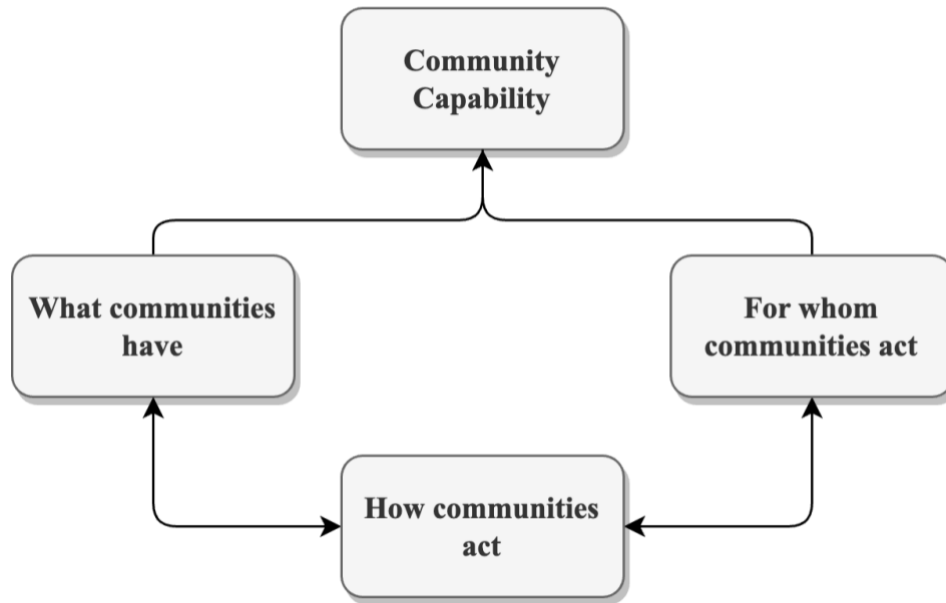 Community
Capability
What communities
have
For whom
communities act
How communities
act